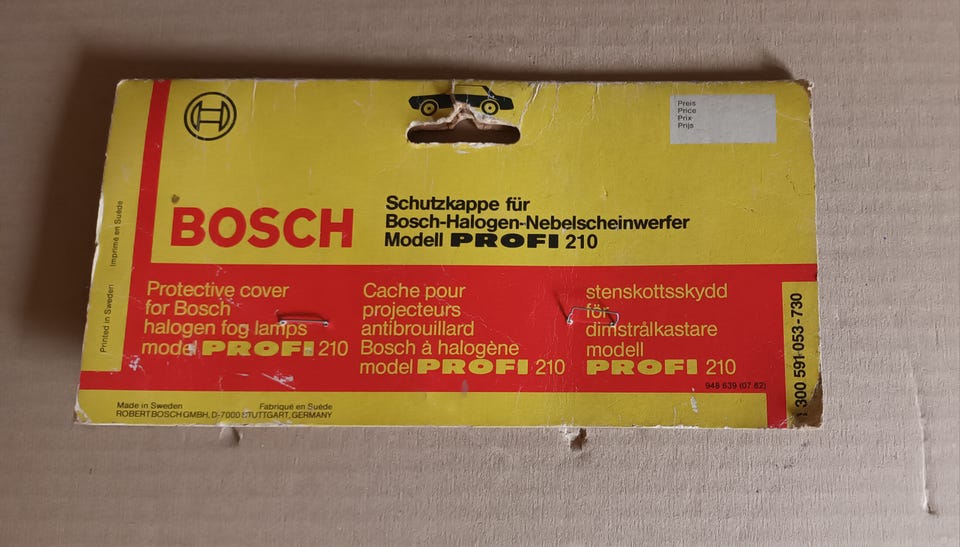 Preis
Price
Prix
Prijs
BOSCH
Schutzkappe für
Bosch-Halogen-Nebelscheinwerfer
Modell PROFI 210
Protective cover
for Bosch
halogen fog lamps
model PROFI 210
Cache pour
projecteurs
antibrouillard
Bosch à halogène
model PROFI 210
stenskottsskydd
för
dimstrålkastare
modell
PROFI 210
948 639 (07.82)
1 300 591 053-730
Printed in Sweden
Imprimé en Suède
Made in Sweden
Fabriqué en Suède
ROBERT BOSCH GMBH, D-7000 STUTTGART, GERMANY